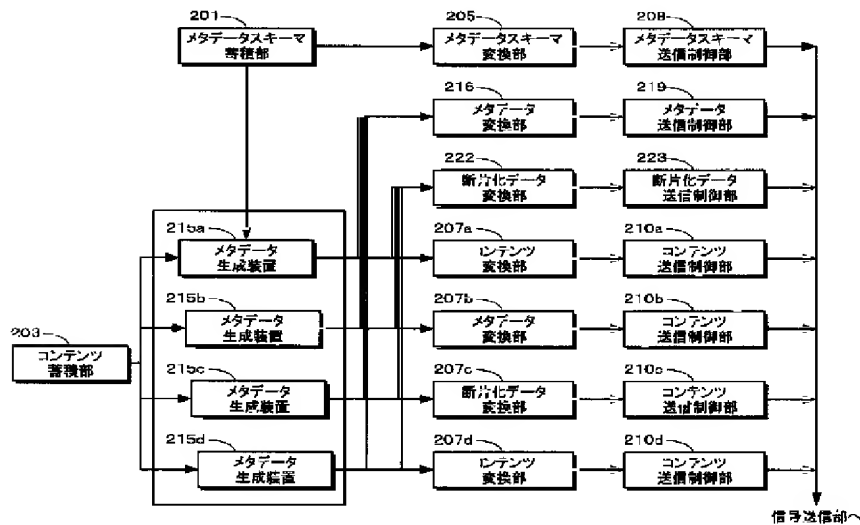 201
メタデータスキーマ
蓄積部
205
メタデータスキーマ
変換部
208
メタデータスキーマ
送信制御部
216
メタデータ
変換部
219
メタデータ
送信制御部
222
断片化データ
変換部
223
断片化データ
送信制御部
215a
メタデータ
生成装置
207a
コンテンツ
変換部
210a
コンテンツ
送信制御部
215b
メタデータ
生成装置
207b
メタデータ
変換部
210b
コンテンツ
送信制御部
203
コンテンツ
蓄積部
215c
メタデータ
生成装置
207c
断片化データ
変換部
210c
コンテンツ
送信制御部
215d
メタデータ
生成装置
207d
コンテンツ
変換部
210d
コンテンツ
送信制御部
信号送信部へ